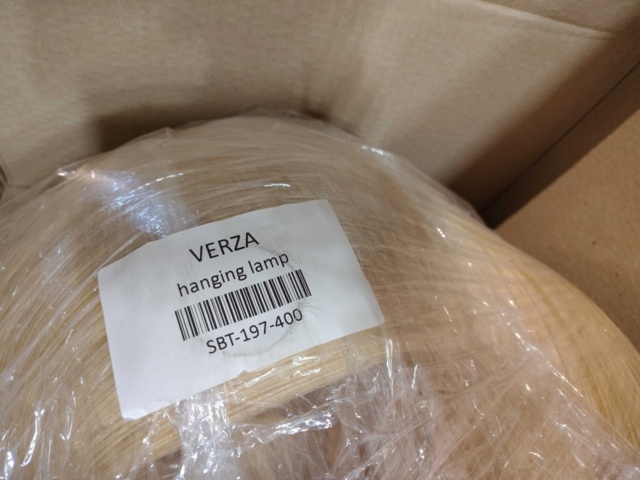 VERZA
hanging lamp
SBT-197-400